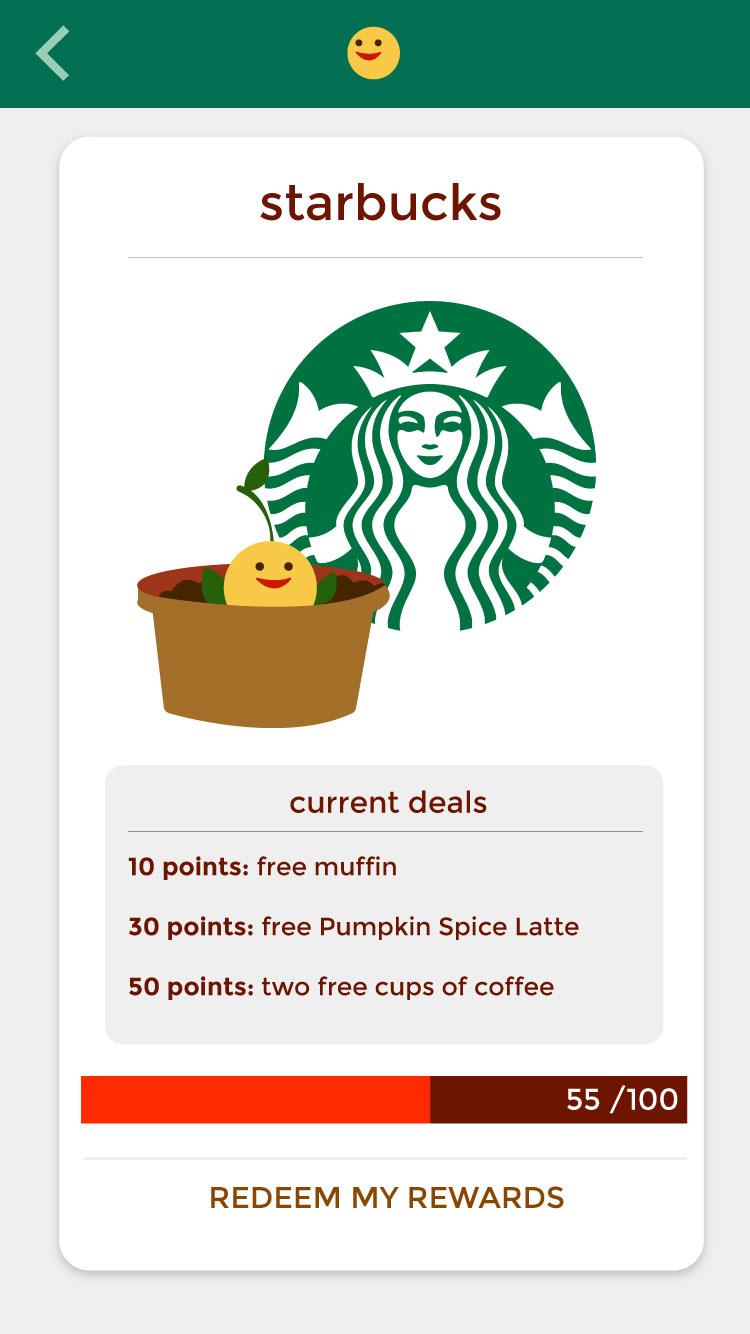 starbucks
current deals
10 points: free muffin
30 points: free Pumpkin Spice Latte
50 points: two free cups of coffee
55 /100
REDEEM MY REWARDS